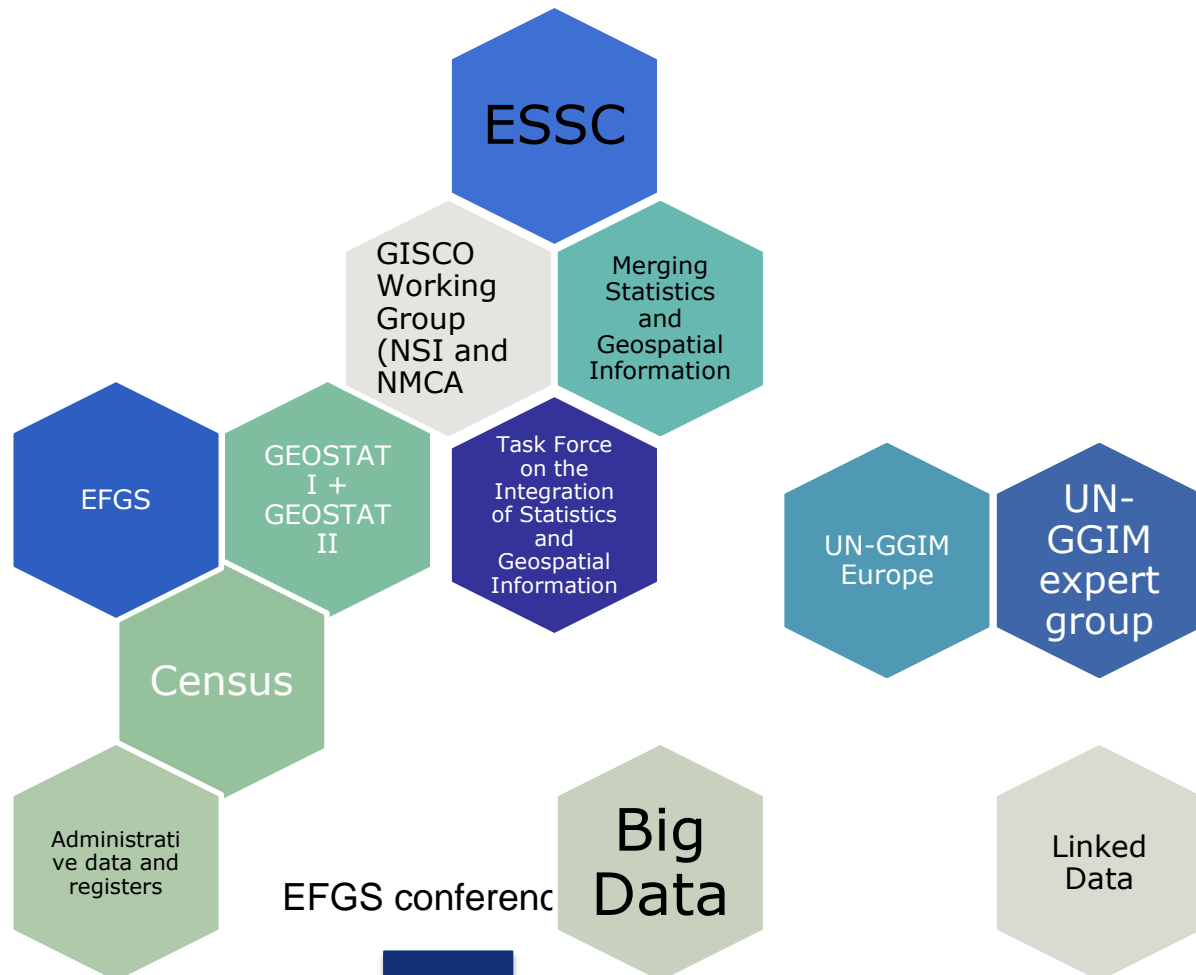 ESSC
GISCO
Working
Group
(NSI and
NMCA
Merging
Statistics
and
Geospatial
Information
EFGS
GEOSTAT
I +
GEOSTAT
II
Task Force
on the
Integration
of Statistics
and
Geospatial
Information
UN-GGIM
Europe
UN-
GGIM
expert
group
Census
Administrati
ve data and
registers
Big
Data
Linked
Data
EFGS conferenc